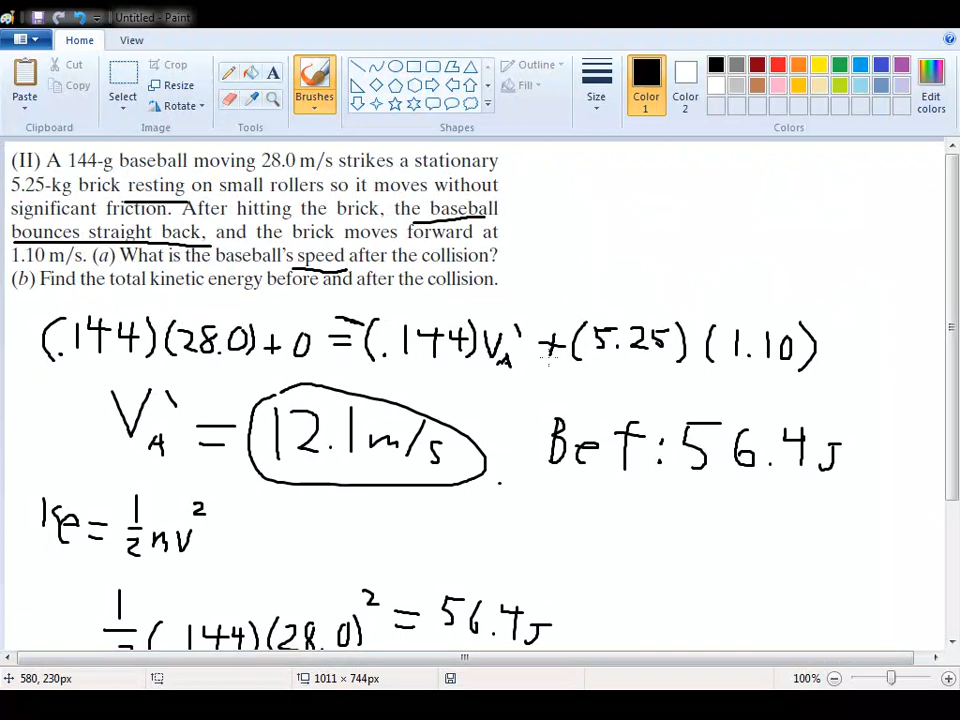 Untitled - Paint
Home View
Paste
Cut
Copy
Clipboard
Select
Crop
Resize
Rotate
Image
A
Tools
Brushes
Outline
Fill
Shapes
Size
Color 1
Color 2
Edit colors
Colors
(II) A 144-g baseball moving 28.0 m/s strikes a stationary
5.25-kg brick resting on small rollers so it moves without
significant friction. After hitting the brick, the baseball
bounces straight back, and the brick moves forward at
1.10 m/s. (a) What is the baseball's speed after the collision?
(b) Find the total kinetic energy before and after the collision.
(.144)(28.0)+0 = (.144)VA' + (5.25)(1.10)
VA' = 12.1 m/s
Bef: 56.4 J
Ke = 1/2 mv²
1/2 (.144)(28.0)² = 56.4 J
580, 230px
1011 × 744px
100%